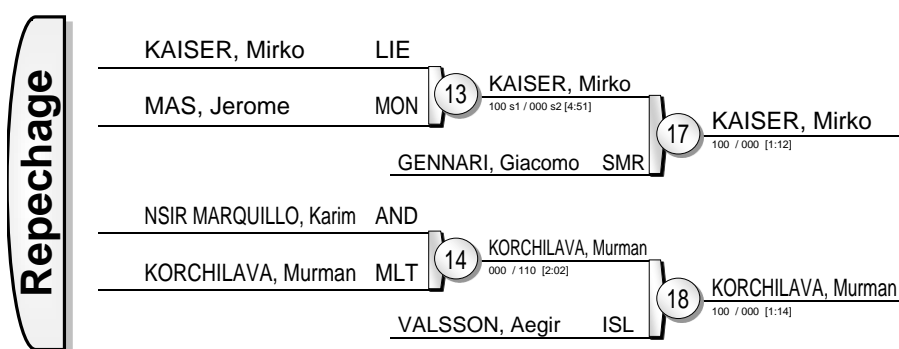 Repechage
KAISER, Mirko LIE
MAS, Jerome MON
13
KAISER, Mirko
100 s1 / 000 s2 [4:51]
GENNARI, Giacomo SMR
17
KAISER, Mirko
100 / 000 [1:12]
NSIR MARQUILLO, Karim AND
KORCHILAVA, Murman MLT
14
KORCHILAVA, Murman
000 / 110 [2:02]
VALSSON, Aegir ISL
18
KORCHILAVA, Murman
100 / 000 [1:14]